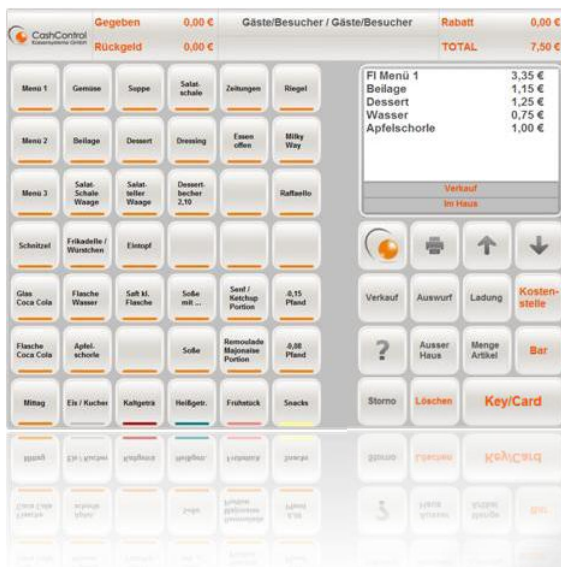 CashControl
Kassensysteme GmbH
Gegeben 0,00 € Gäste/Besucher / Gäste/Besucher Rabatt 0,00 €
Rückgeld 0,00 € TOTAL 7,50 €
FI Menü 1 3,35 €
Beilage 1,15 €
Dessert 1,25 €
Wasser 0,75 €
Apfelschorle 1,00 €
Verkauf
Im Haus
Menü 1
Gemüse
Suppe
Salat-
schale
Zeitungen
Riegel
Menü 2
Beilage
Dessert
Dressing
Essen
offen
Milky
Way
Menü 3
Salat-
Schale
Waage
Salat-
teller
Waage
Dessert-
becher
2,10
Raffaello
Schnitzel
Frikadelle /
Würstchen
Eintopf
Glas
Coca Cola
Flasche
Wasser
Saft kl.
Flasche
Soße
mit ...
Senf /
Ketchup
Portion
-0,15
Pfand
Verkauf
Auswurf
Ladung
Kosten-
stelle
Flasche
Coca Cola
Apfel-
schorle
Soße
Remoulade
Majonaise
Portion
-0,08
Pfand
?
Ausser
Haus
Menge
Artikel
Bar
Mittag
Eis / Kuchen
Kaltgetränk
Heißgetr.
Frühstück
Snacks
Storno
Löschen
Key/Card